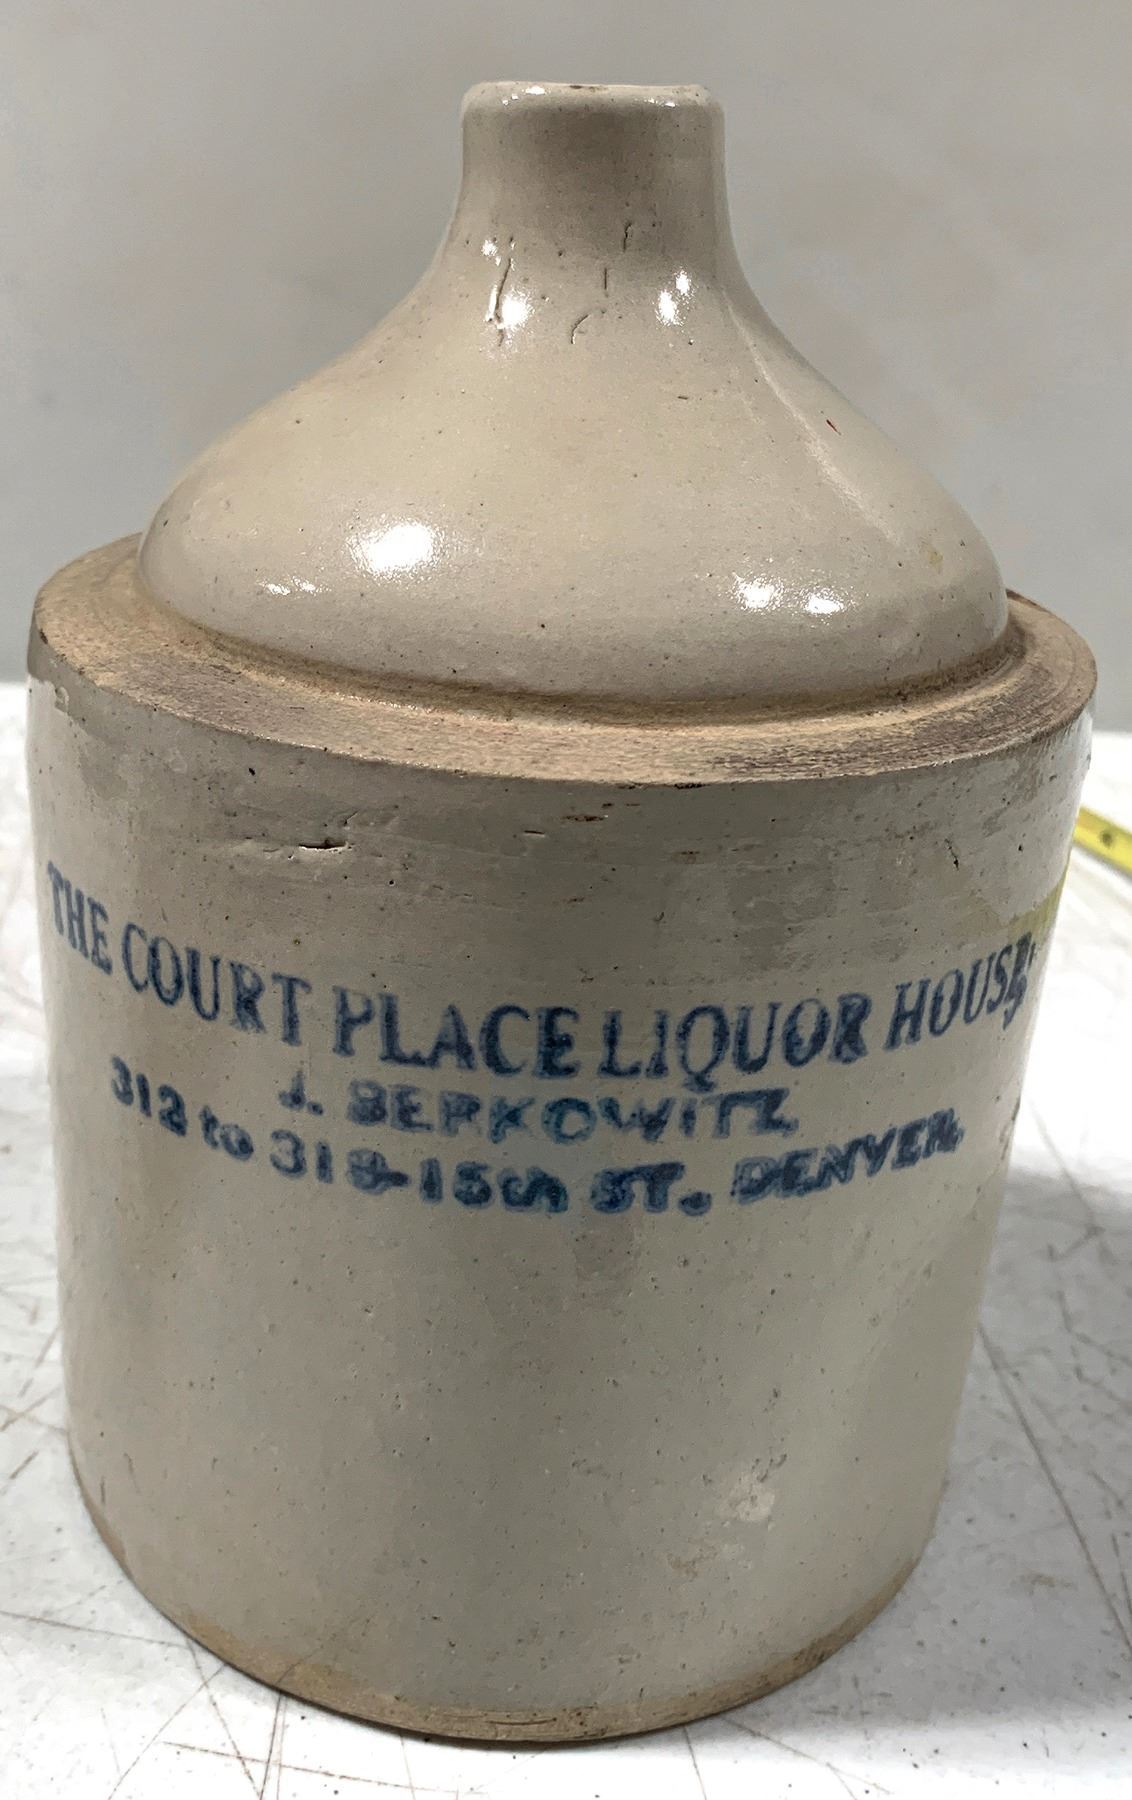 THE COURT PLACE LIQUOR HOUSE,
J. BERKOWITZ
312 to 318-15th ST. DENVER.